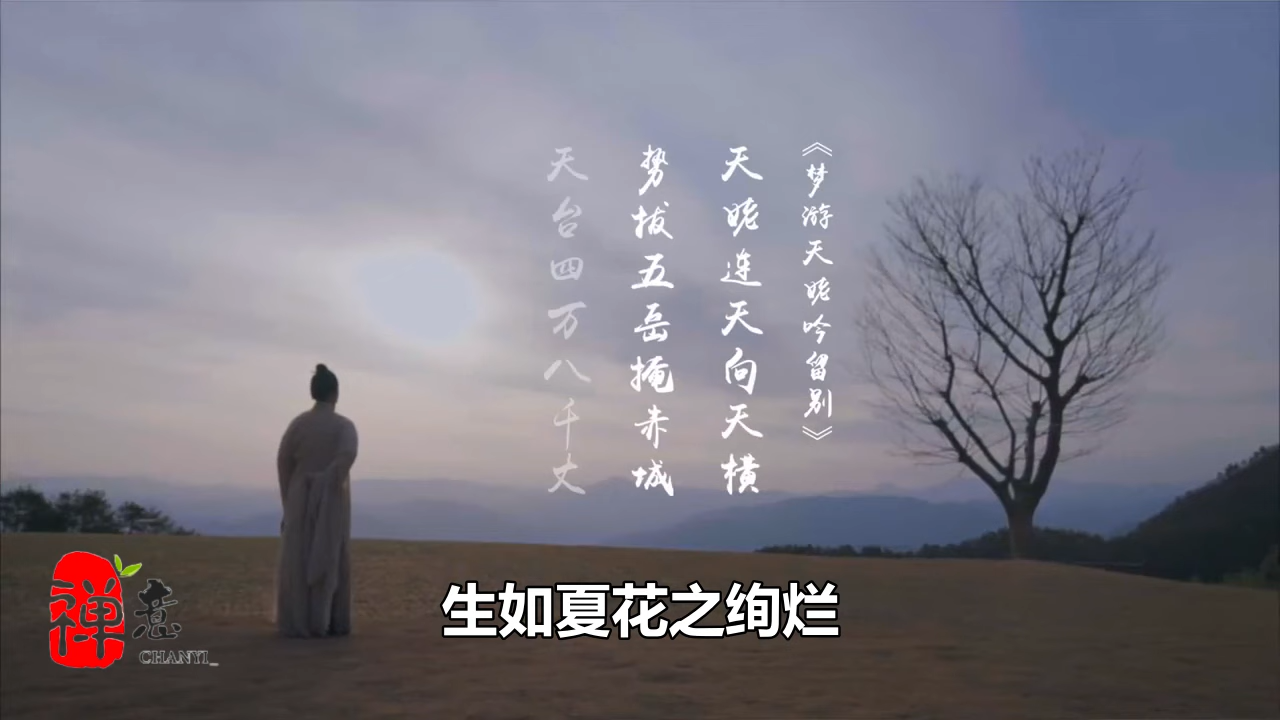 《梦游天姥吟留别》
天姥连天向天横
势拔五岳掩赤城
天台四万八千丈
生如夏花之绚烂
禅意
CHANYI_